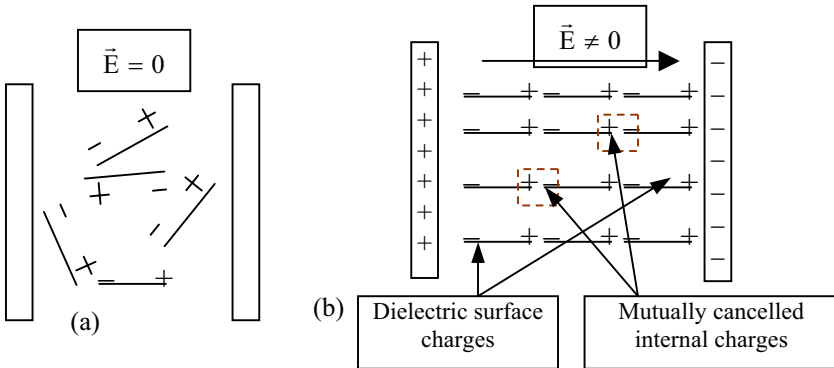 E⃗ = 0
(a)
E⃗ ≠ 0
(b)
Dielectric surface
charges
Mutually cancelled
internal charges